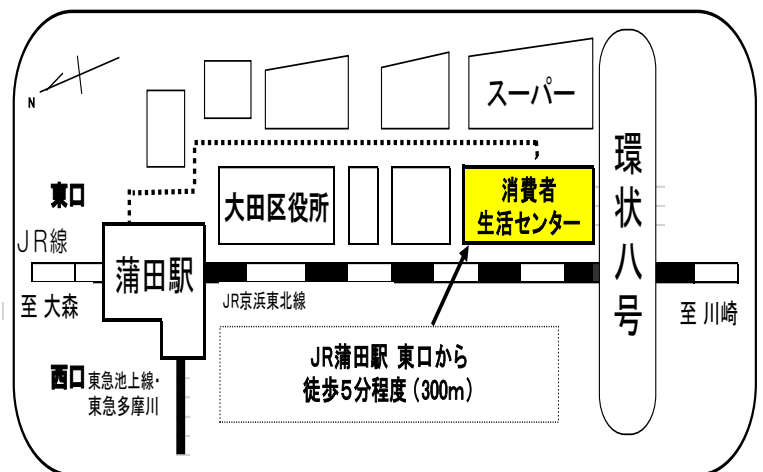 N
スーパー
環状八号
東口
大田区役所
消費者
生活センター
JR線
蒲田駅
至 大森
JR京浜東北線
至 川崎
JR蒲田駅 東口から
徒歩5分程度（300m）
西口 東急池上線・
東急多摩川